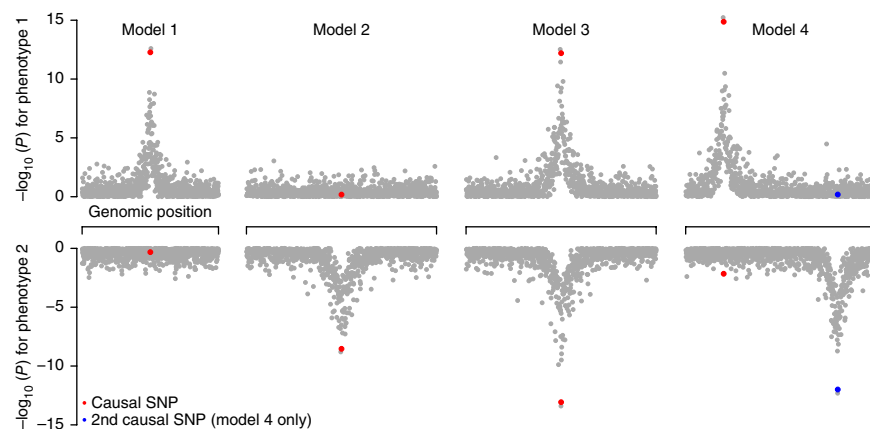 Model 1
Model 2
Model 3
Model 4
−log10 (P) for phenotype 1
15
10
5
0
Genomic position
−log10 (P) for phenotype 2
0
−5
−10
−15
Causal SNP
2nd causal SNP (model 4 only)